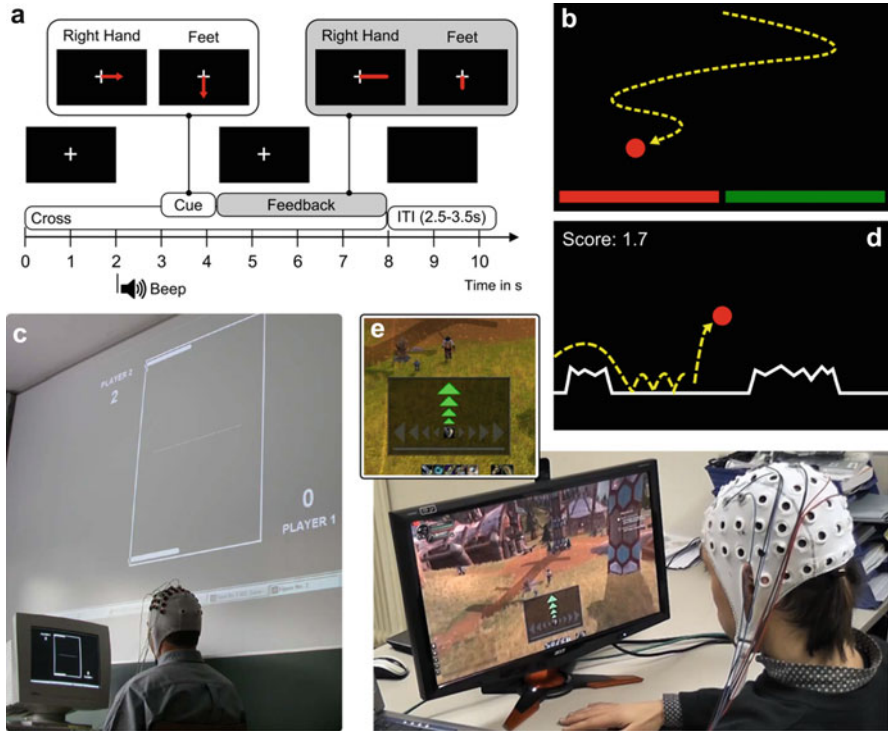 a
Right Hand
Feet
Right Hand
Feet
Cue
Feedback
Cross
ITI (2.5-3.5s)
0 1 2 3 4 5 6 7 8 9 10
Beep
Time in s
b
Score: 1.7
d
c
PLAYER 2
2
0
PLAYER 1
e
acer